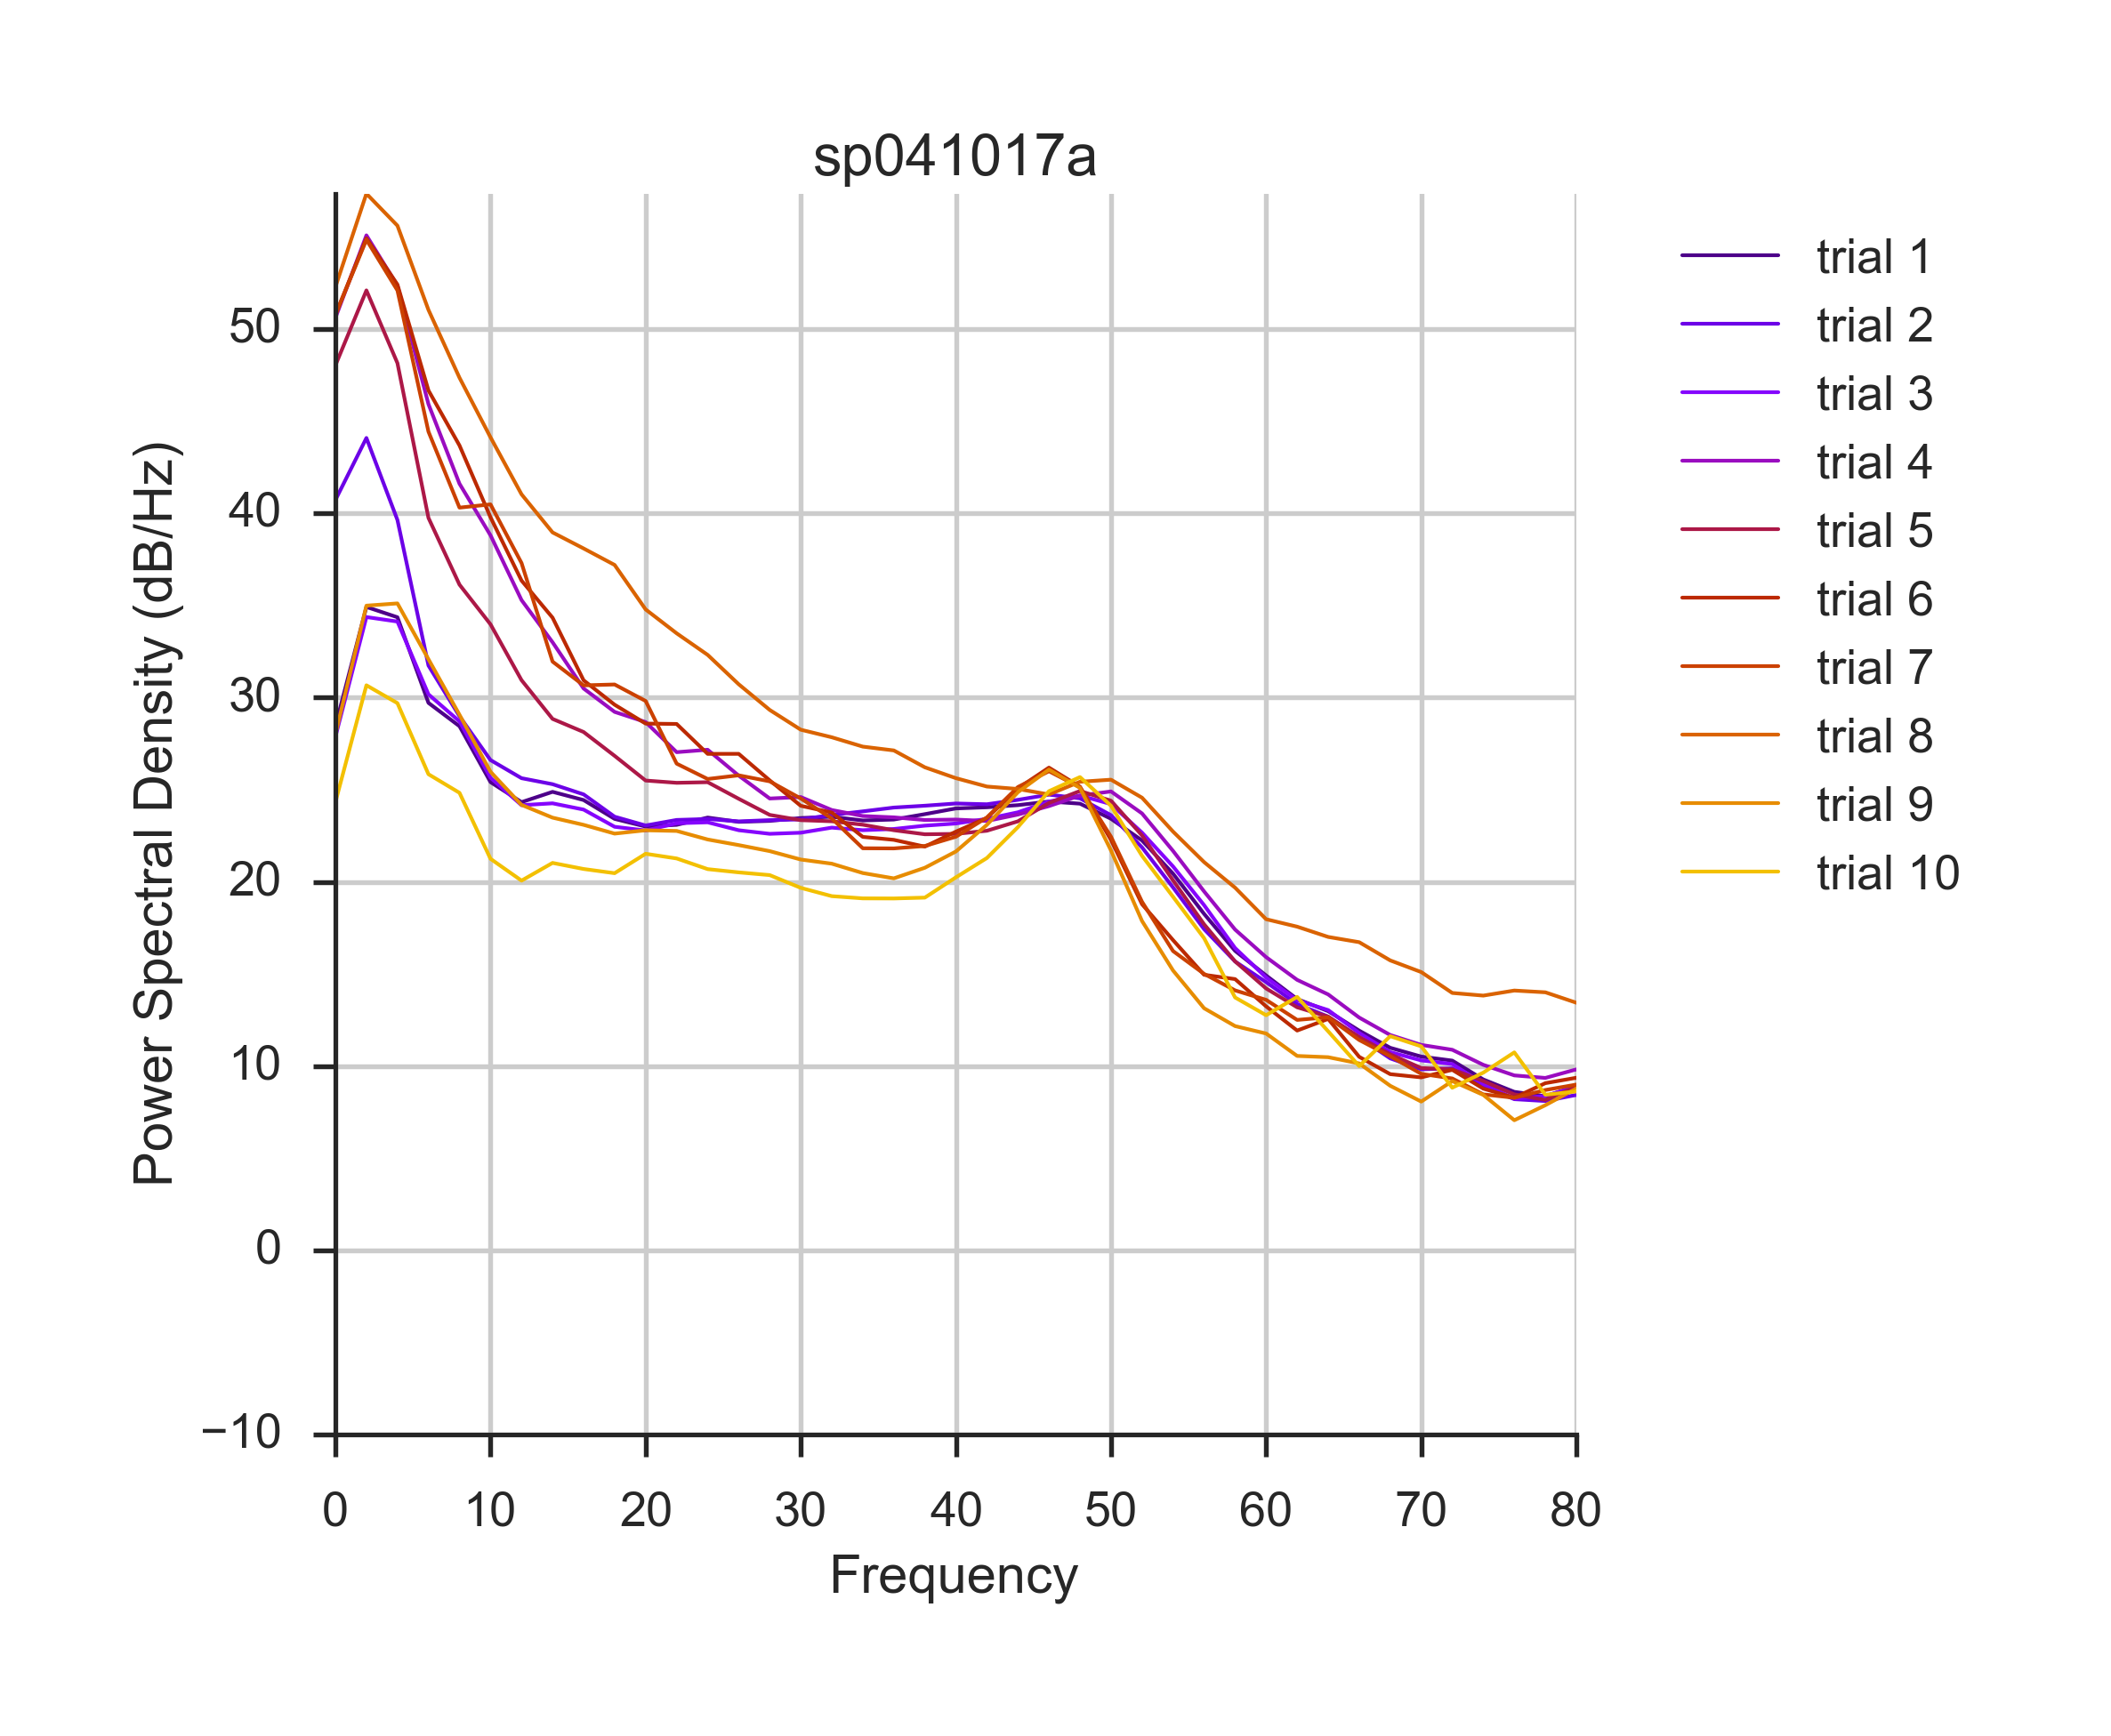 sp041017a
Power Spectral Density (dB/Hz)
50
40
30
20
10
0
−10
0 10 20 30 40 50 60 70 80
Frequency
trial 1
trial 2
trial 3
trial 4
trial 5
trial 6
trial 7
trial 8
trial 9
trial 10